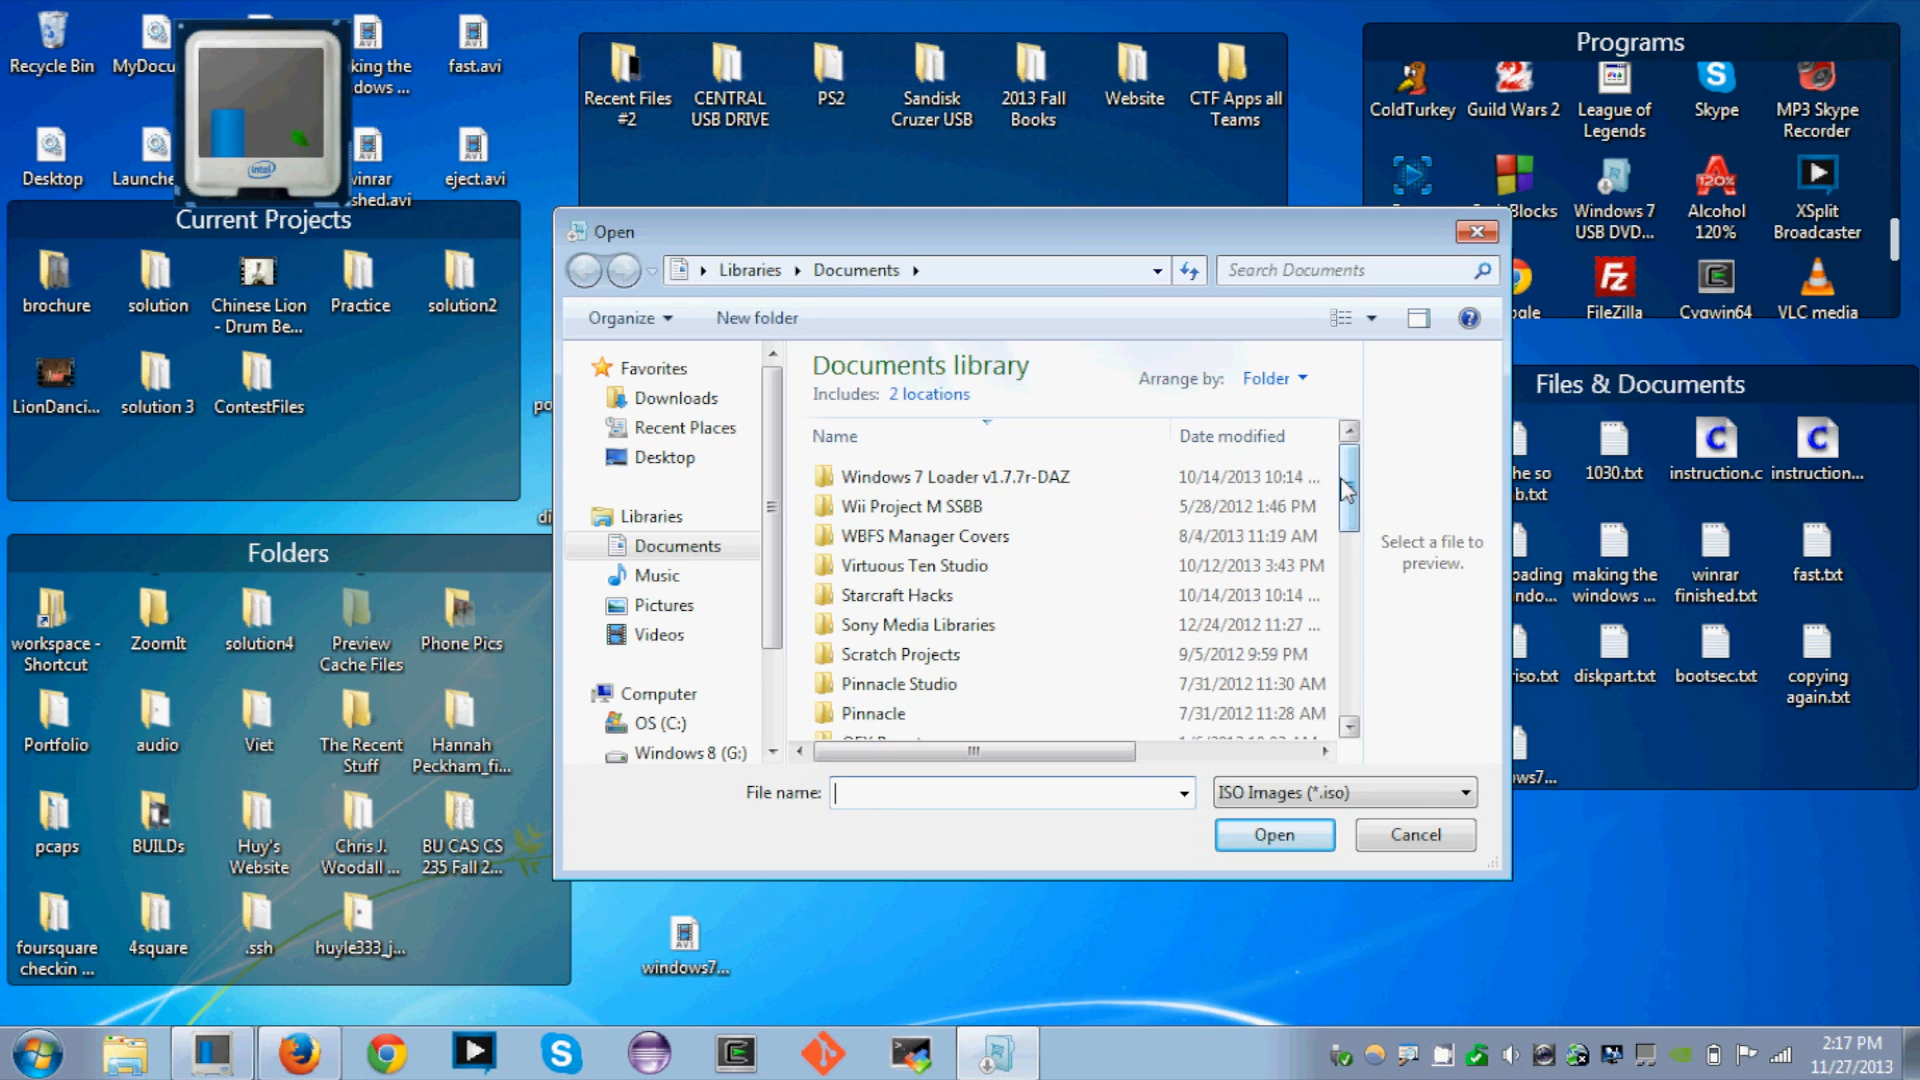 Recycle Bin
MyDocu
king the
dows ...
fast.avi
Desktop
Launche
winrar
shed.avi
eject.avi
intel
Current Projects
brochure
solution
Chinese Lion
- Drum Be...
Practice
solution2
LionDanci...
solution 3
ContestFiles
Folders
workspace -
Shortcut
ZoomIt
solution4
Preview
Cache Files
Phone Pics
Portfolio
audio
Viet
The Recent
Stuff
Hannah
Peckham_fi...
pcaps
BUILDs
Huy's
Website
Chris J.
Woodall ...
BU CAS CS
235 Fall 2...
foursquare
checkin ...
4square
.ssh
huyle333_j...
Recent Files
#2
CENTRAL
USB DRIVE
PS2
Sandisk
Cruzer USB
2013 Fall
Books
Website
CTF Apps all
Teams
Programs
ColdTurkey
Guild Wars 2
League of
Legends
Skype
MP3 Skype
Recorder
Blocks
Windows 7
USB DVD...
Alcohol
120%
XSplit
Broadcaster
gle
FileZilla
Cygwin64
VLC media
Files & Documents
he so
b.txt
1030.txt
instruction.c
instruction...
oading
ndo...
making the
windows ...
winrar
finished.txt
fast.txt
iso.txt
diskpart.txt
bootsec.txt
copying
again.txt
ws7...
windows7...
Open
Libraries
Documents
Search Documents
Organize
New folder
Favorites
Downloads
Recent Places
Desktop
Libraries
Documents
Music
Pictures
Videos
Computer
OS (C:)
Windows 8 (G:)
Documents library
Includes: 2 locations
Arrange by: Folder
Name
Date modified
Windows 7 Loader v1.7.7r-DAZ 10/14/2013 10:14 ...
Wii Project M SSBB 5/28/2012 1:46 PM
WBFS Manager Covers 8/4/2013 11:19 AM
Virtuous Ten Studio 10/12/2013 3:43 PM
Starcraft Hacks 10/14/2013 10:14 ...
Sony Media Libraries 12/24/2012 11:27 ...
Scratch Projects 9/5/2012 9:59 PM
Pinnacle Studio 7/31/2012 11:30 AM
Pinnacle 7/31/2012 11:28 AM
Select a file to
preview.
File name:
ISO Images (*.iso)
Open
Cancel
2:17 PM
11/27/2013